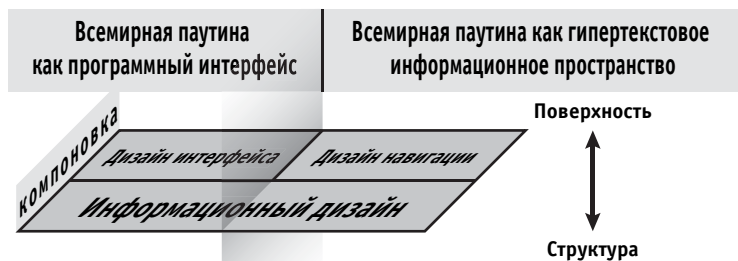 Всемирная паутина
как программный интерфейс
Всемирная паутина как гипертекстовое
информационное пространство
Поверхность
компоновка
Дизайн интерфейса
Дизайн навигации
Информационный дизайн
Структура